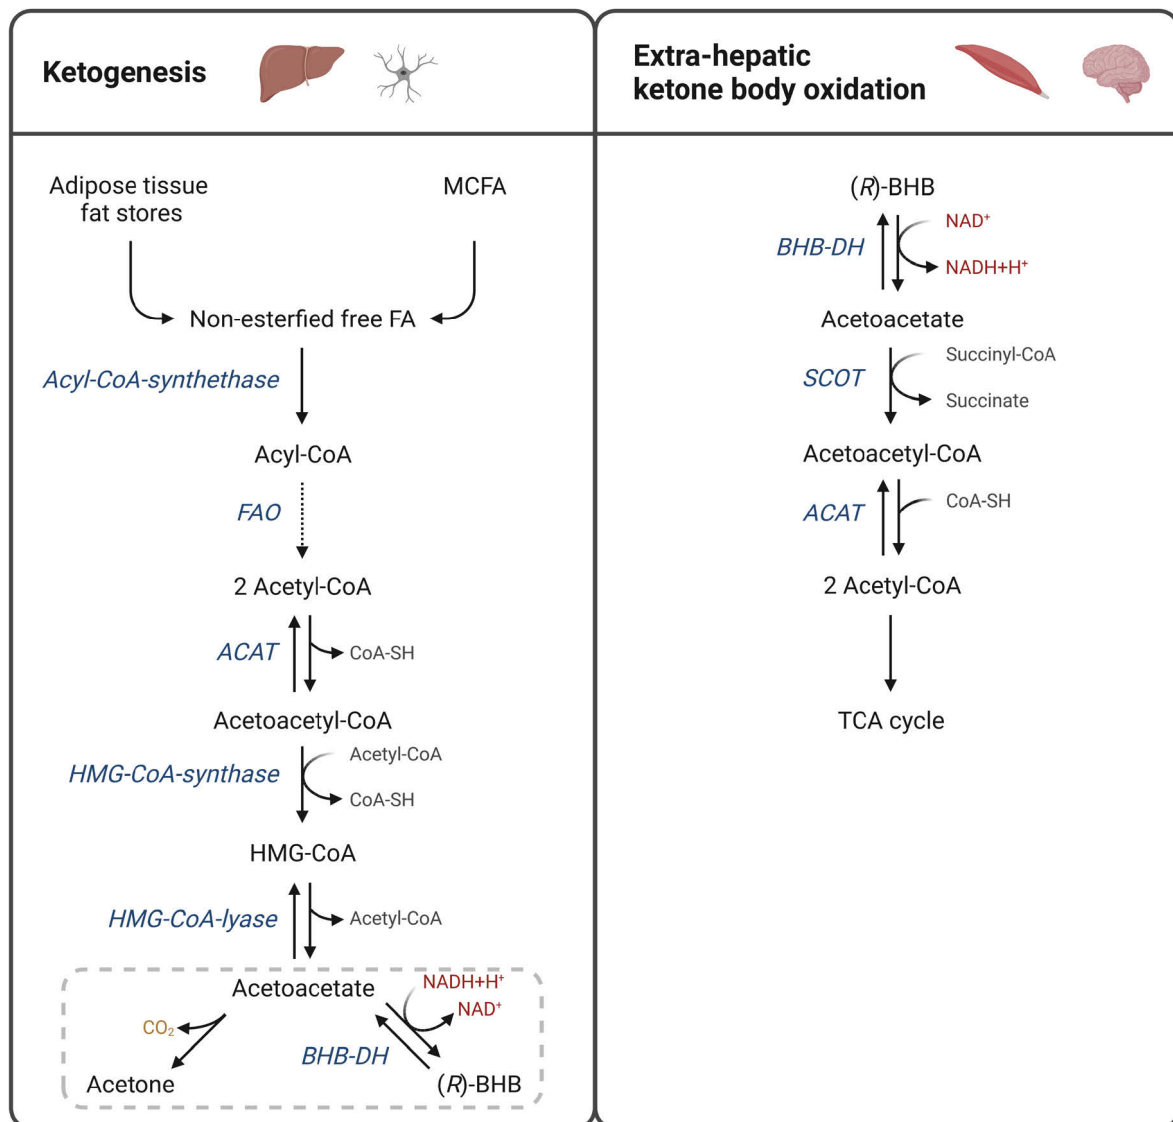 Ketogenesis
Adipose tissue
fat stores
MCFA
Non-esterfied free FA
Acyl-CoA-synthethase
Acyl-CoA
FAO
2 Acetyl-CoA
ACAT
CoA-SH
Acetoacetyl-CoA
HMG-CoA-synthase
Acetyl-CoA
CoA-SH
HMG-CoA
HMG-CoA-lyase
Acetyl-CoA
Acetoacetate
NADH+H⁺
NAD⁺
CO₂
BHB-DH
Acetone
(R)-BHB
Extra-hepatic
ketone body oxidation
(R)-BHB
NAD⁺
BHB-DH
NADH+H⁺
Acetoacetate
Succinyl-CoA
SCOT
Succinate
Acetoacetyl-CoA
ACAT
CoA-SH
2 Acetyl-CoA
TCA cycle